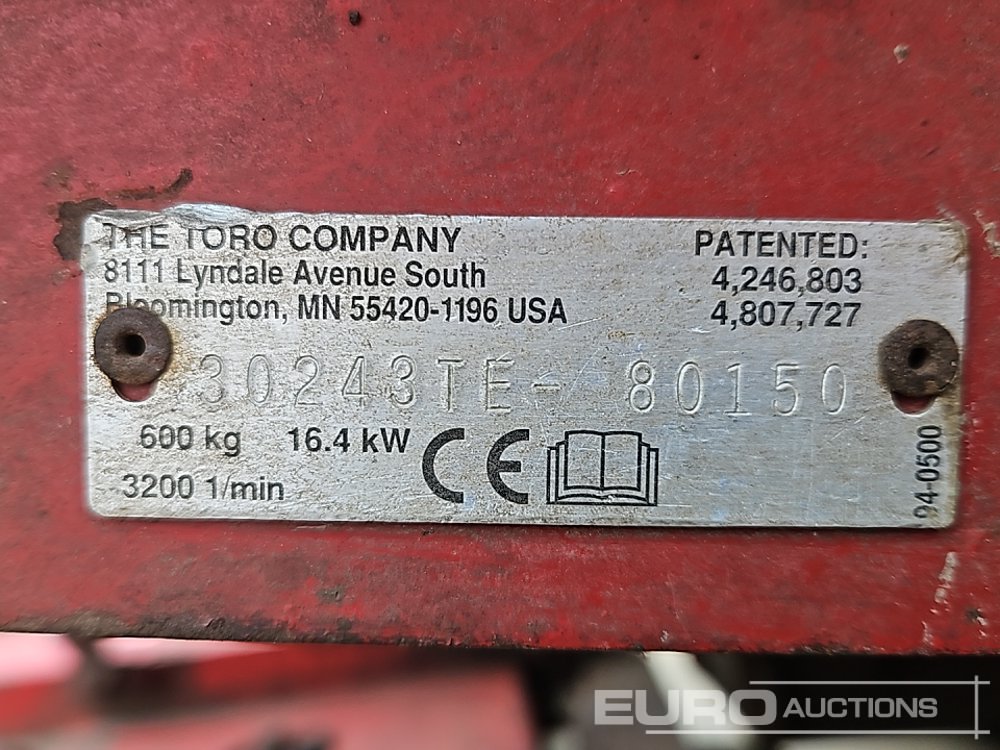 THE TORO COMPANY
8111 Lyndale Avenue South
Bloomington, MN 55420-1196 USA
PATENTED:
4,246,803
4,807,727
30243TE- 80150
600 kg 16.4 kW
3200 1/min
CE
94-0500
EURO AUCTIONS